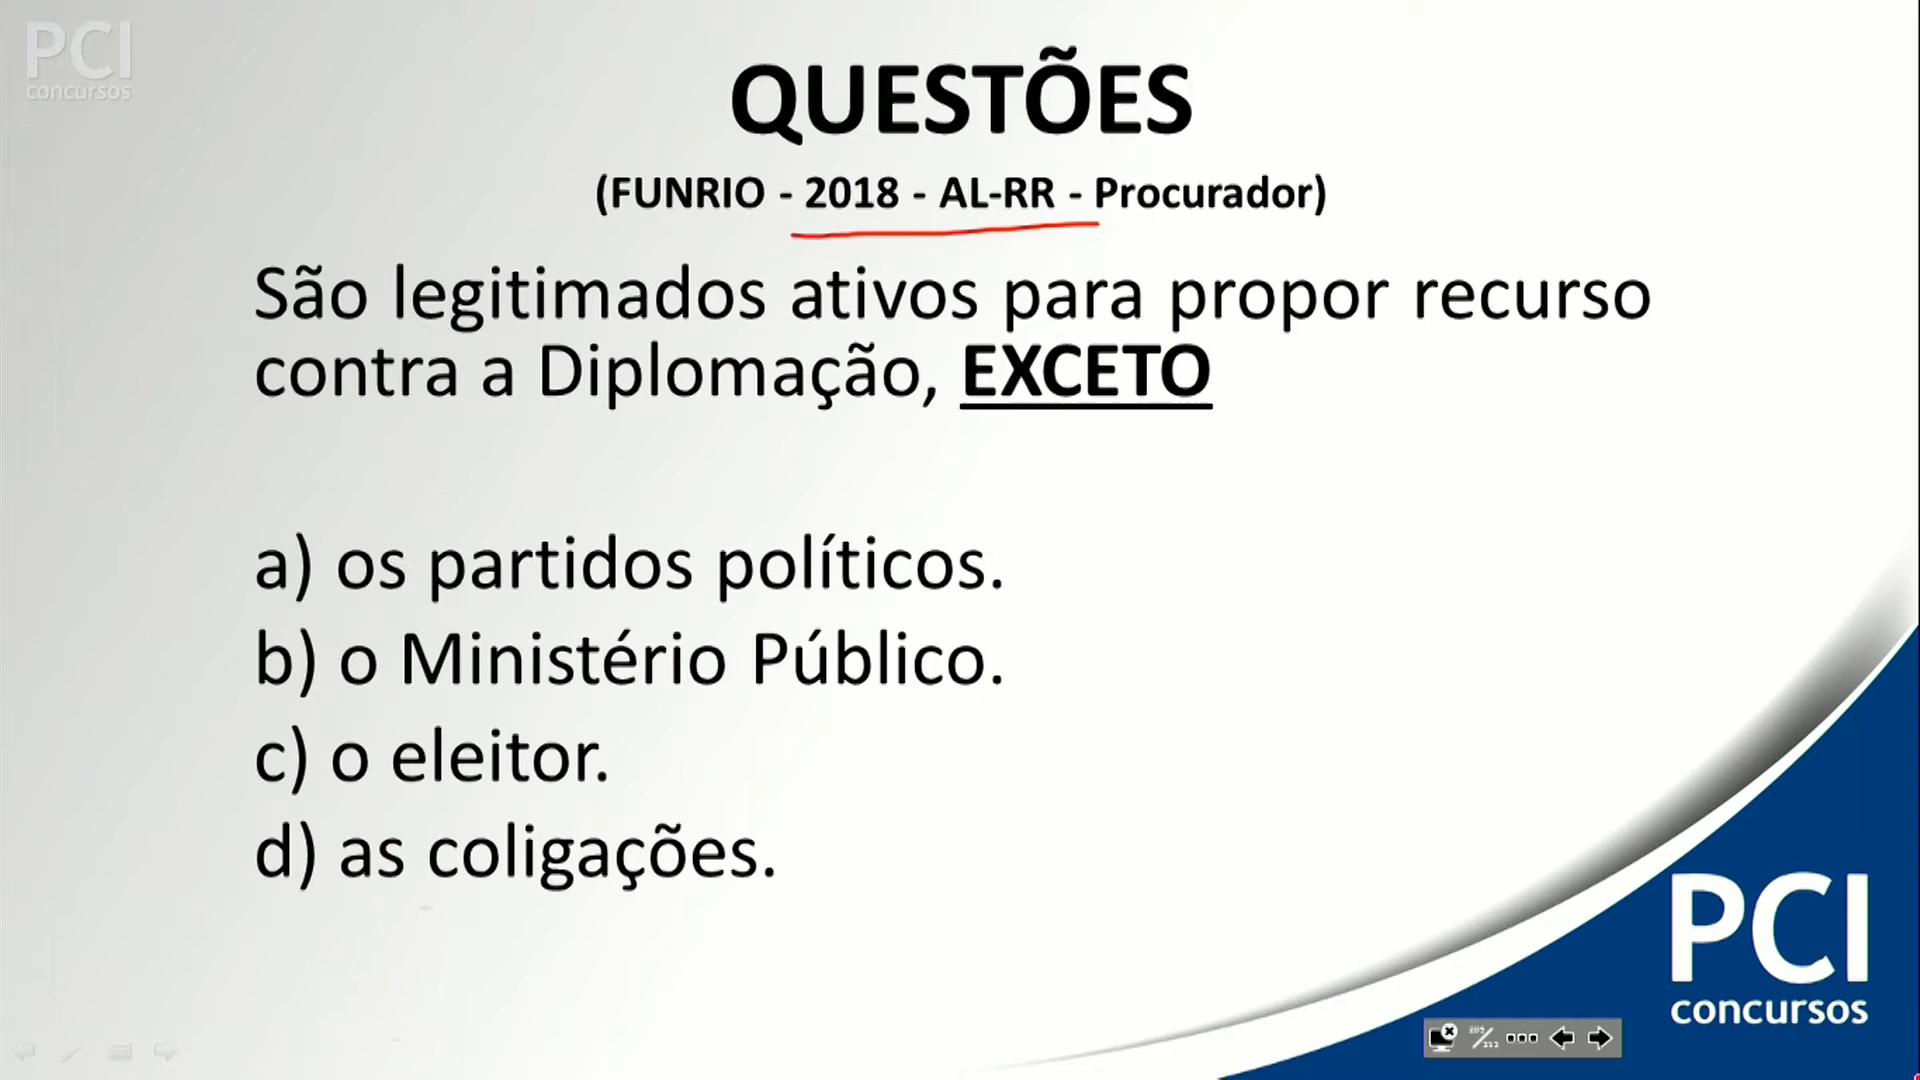 PCI
concursos
QUESTÕES
(FUNRIO - 2018 - AL-RR - Procurador)
São legitimados ativos para propor recurso
contra a Diplomação, EXCETO
a) os partidos políticos.
b) o Ministério Público.
c) o eleitor.
d) as coligações.
PCI
concursos